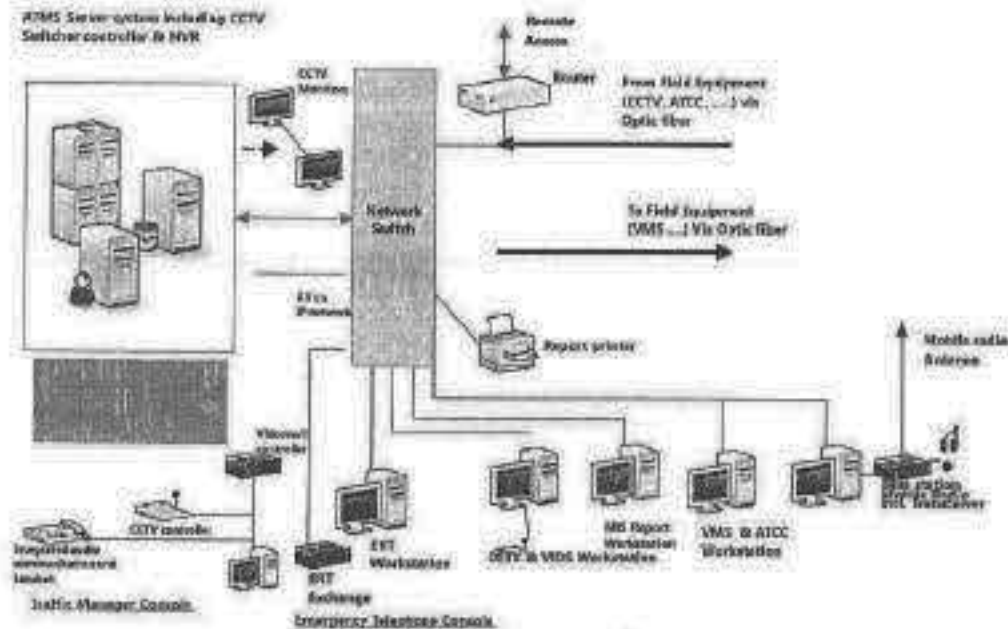 ATMS Server system including CCTV
Switcher controller & NVR
CCTV
Monitors
Remote
Access
Router
From Field Equipment
(CCTV, ATCC, ....) via
Optic fiber
Network
Switch
To Field Equipment
(VMS ....) Via Optic fiber
Report printer
Mobile radio
Antenna
Videowall
controller
CCTV controller
Traffic Manager Console
ERT
Workstation
ERT
Exchange
Emergency Telephone Console
CCTV & VIDS Workstation
MIS Report
Workstation
VMS & ATCC
Workstation
station
Transceiver